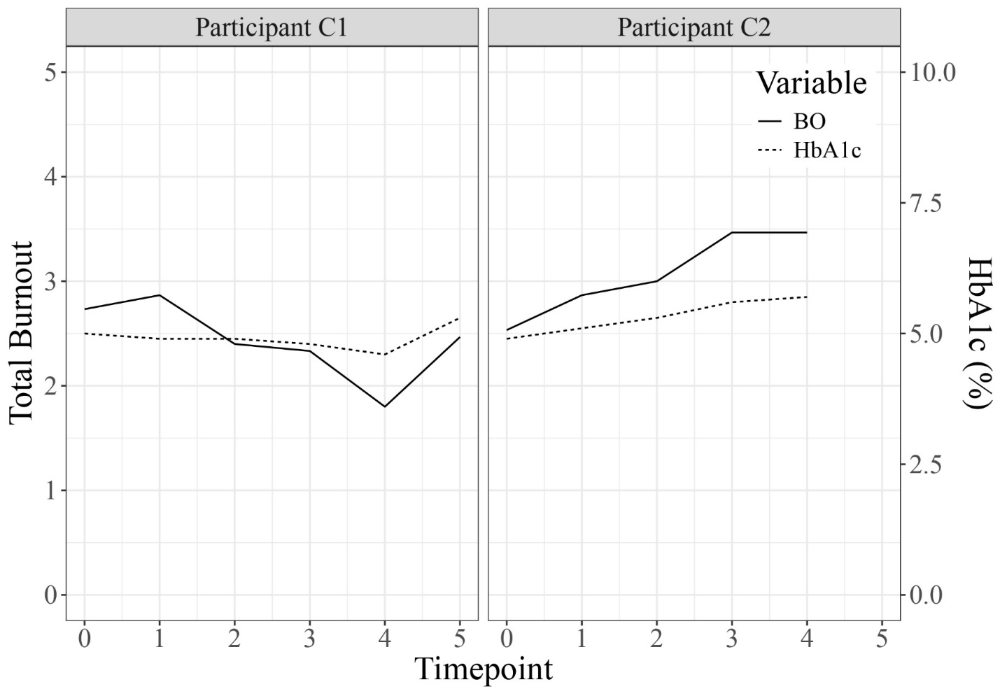 Participant C1
Participant C2
Variable
BO
HbA1c
Total Burnout
5
4
3
2
1
0
10.0
7.5
5.0
2.5
0.0
HbA1c (%)
0 1 2 3 4 5
0 1 2 3 4 5
Timepoint